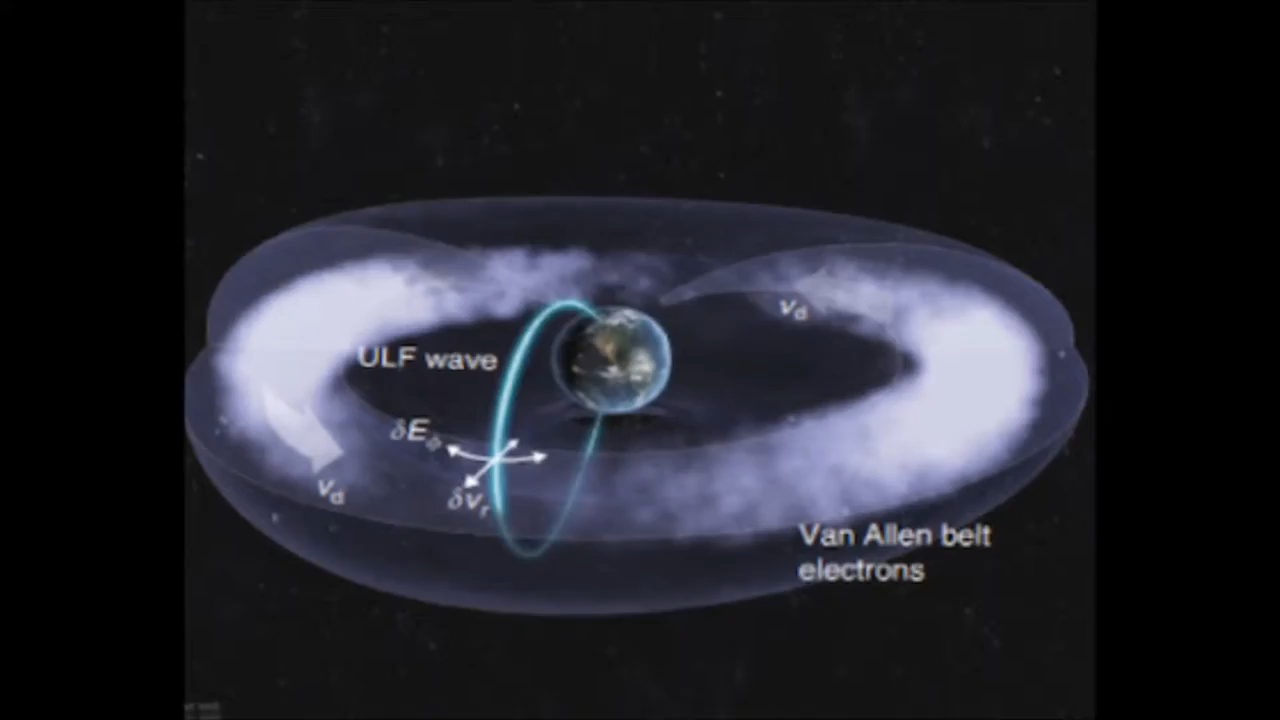 v_d
ULF wave
δE_ϕ
v_d
δv_r
Van Allen belt
electrons